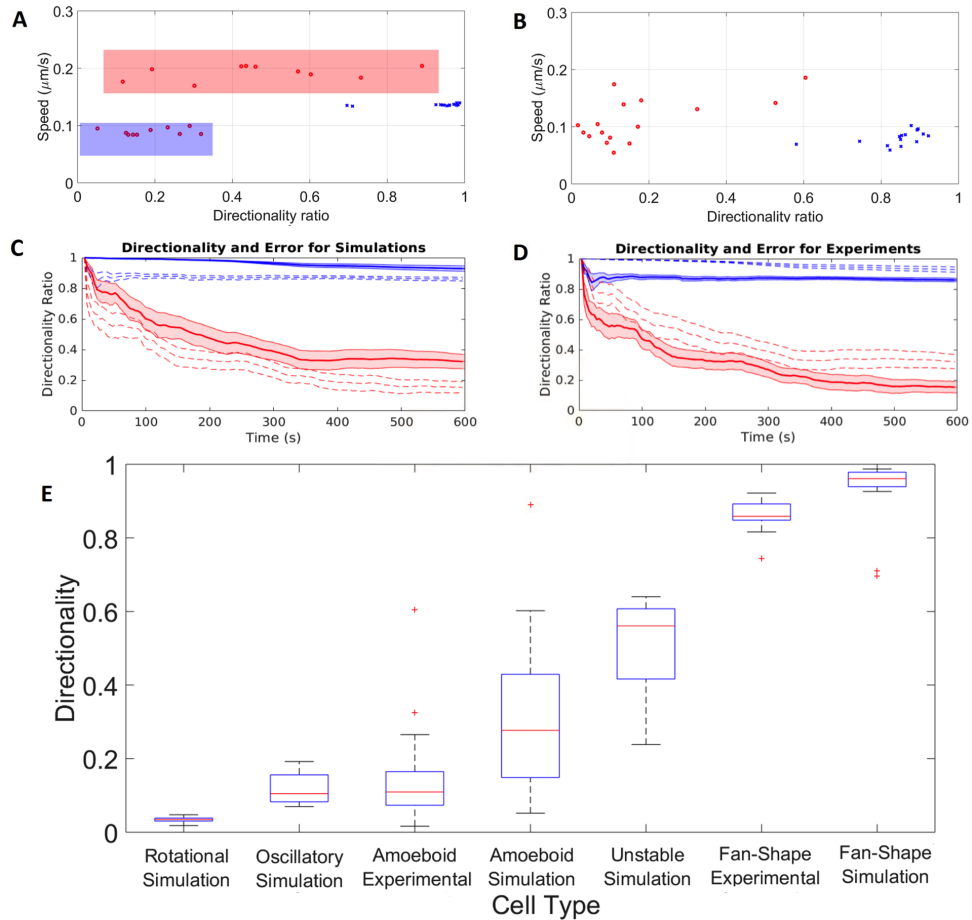 A
0.3
0.2
0.1
0
Speed (μm/s)
0 0.2 0.4 0.6 0.8 1
Directionality ratio
B
0.3
0.2
0.1
0
Speed (μm/s)
0 0.2 0.4 0.6 0.8 1
Directionality ratio
C
Directionality and Error for Simulations
1
0.8
0.6
0.4
0.2
0
Directionality Ratio
0 100 200 300 400 500 600
Time (s)
D
Directionality and Error for Experiments
1
0.8
0.6
0.4
0.2
0
Directionality Ratio
0 100 200 300 400 500 600
Time (s)
E
1
0.8
0.6
0.4
0.2
0
Directionality
Rotational Oscillatory Amoeboid Amoeboid Unstable Fan-Shape Fan-Shape
Simulation Simulation Experimental Simulation Simulation Experimental Simulation
Cell Type